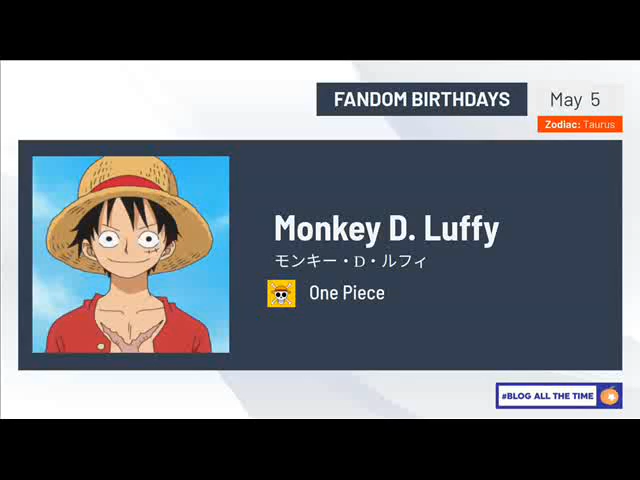 FANDOM BIRTHDAYS
May 5
Zodiac: Taurus
Monkey D. Luffy
モンキー・D・ルフィ
One Piece
#BLOG ALL THE TIME